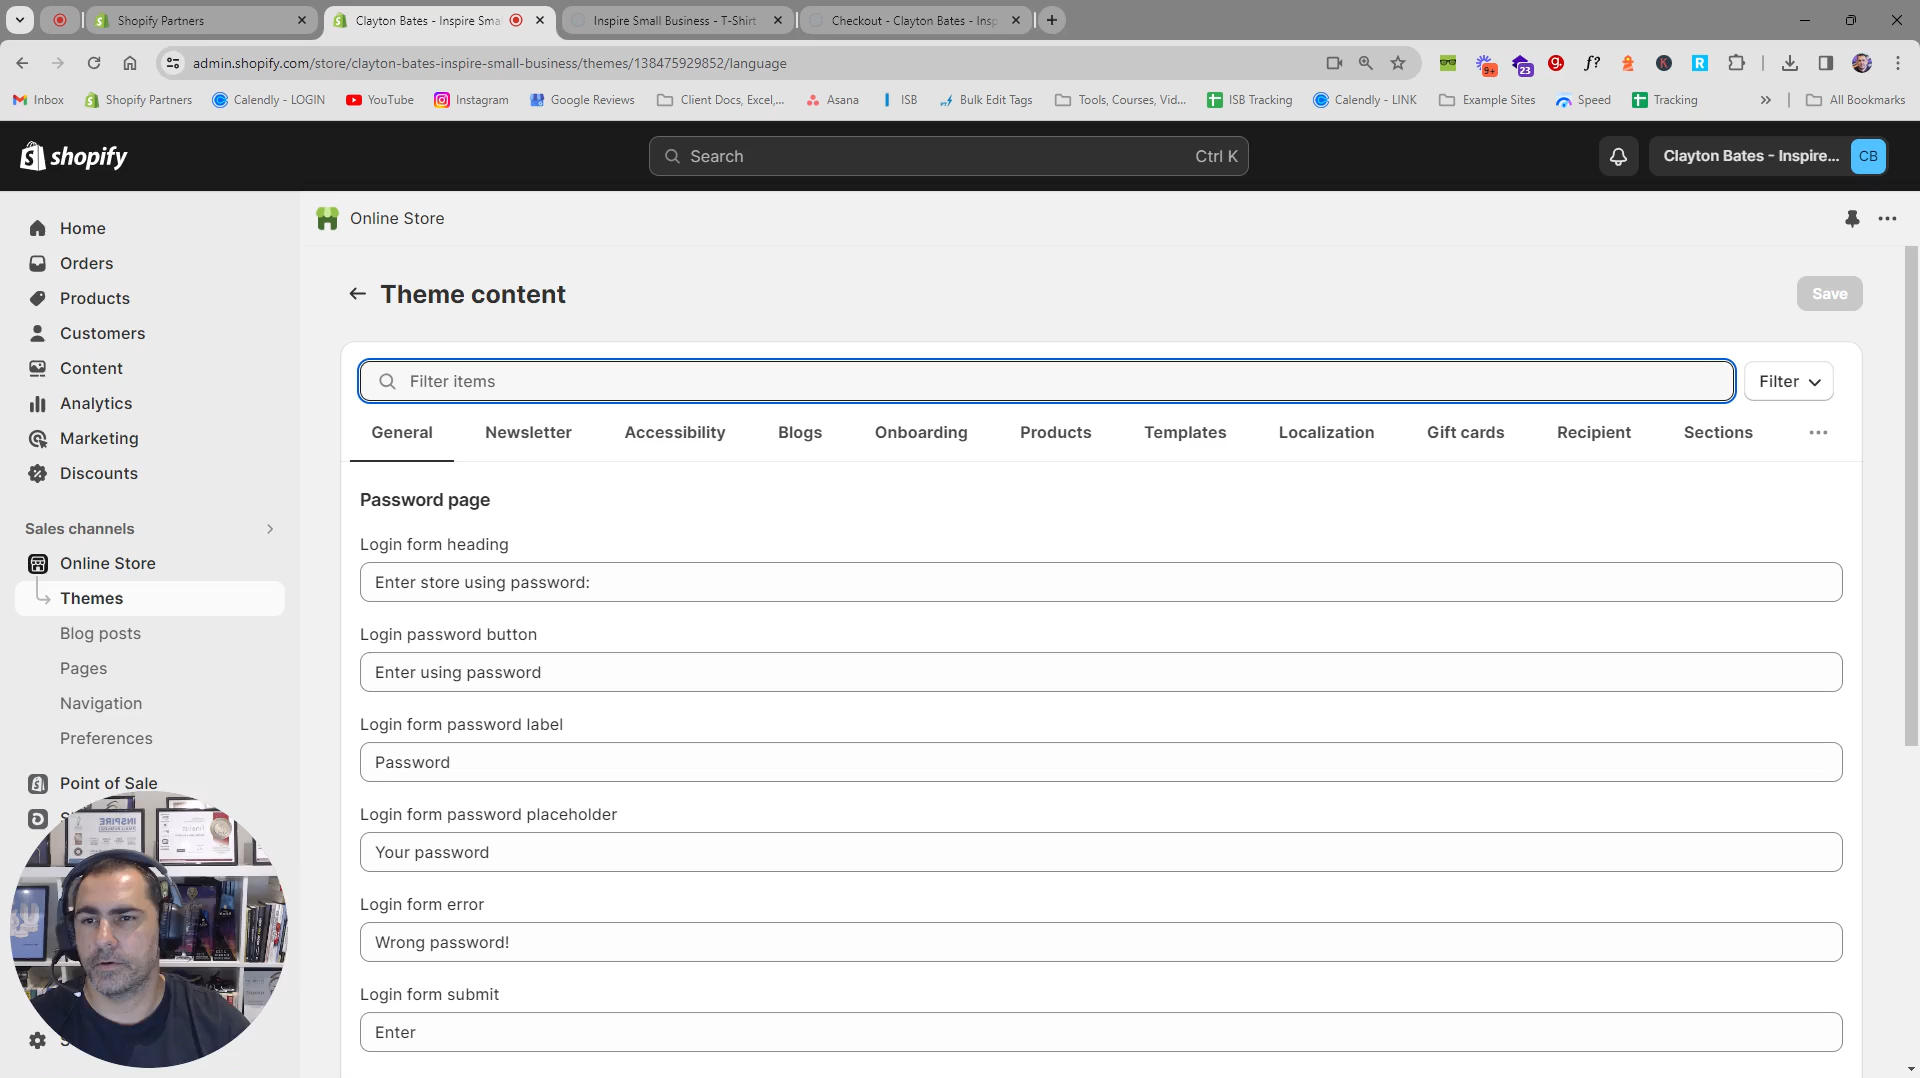 Shopify Partners
Clayton Bates - Inspire Sma
Inspire Small Business - T-Shirt
Checkout - Clayton Bates - Insp
admin.shopify.com/store/clayton-bates-inspire-small-business/themes/138475929852/language
9+
23
g.
f?
K
R
Inbox
Shopify Partners
Calendly - LOGIN
YouTube
Instagram
Google Reviews
Client Docs, Excel,...
Asana
ISB
Bulk Edit Tags
Tools, Courses, Vid...
ISB Tracking
Calendly - LINK
Example Sites
Speed
Tracking
All Bookmarks
shopify
Search
Ctrl K
Clayton Bates - Inspire...
CB
Home
Orders
Products
Customers
Content
Analytics
Marketing
Discounts
Sales channels
Online Store
Themes
Blog posts
Pages
Navigation
Preferences
Point of Sale
Online Store
Theme content
Save
Filter items
Filter
General
Newsletter
Accessibility
Blogs
Onboarding
Products
Templates
Localization
Gift cards
Recipient
Sections
Password page
Login form heading
Enter store using password:
Login password button
Enter using password
Login form password label
Password
Login form password placeholder
Your password
Login form error
Wrong password!
Login form submit
Enter